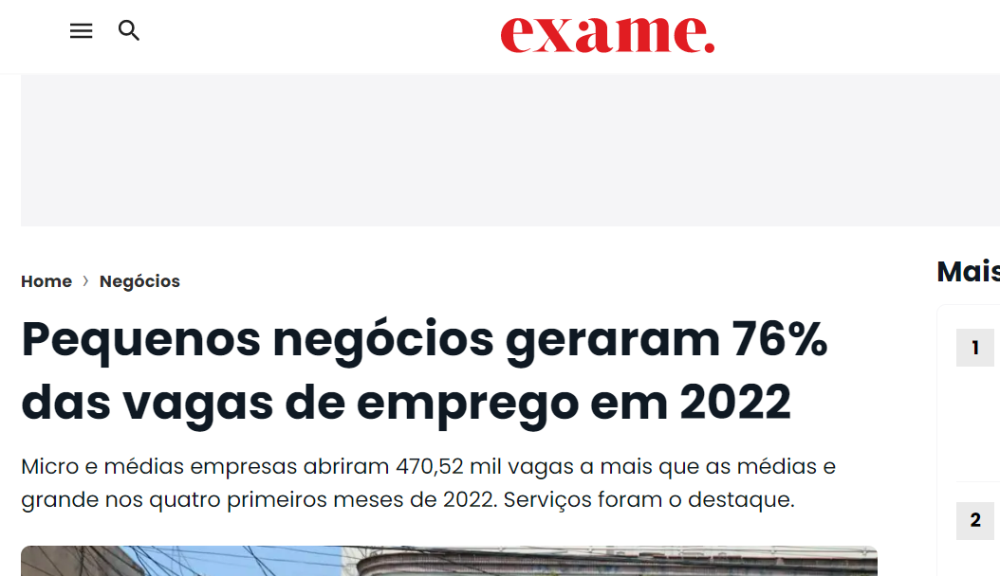 exame.
Home > Negócios
Mais
Pequenos negócios geraram 76%
das vagas de emprego em 2022
1
Micro e médias empresas abriram 470,52 mil vagas a mais que as médias e
grande nos quatro primeiros meses de 2022. Serviços foram o destaque.
2